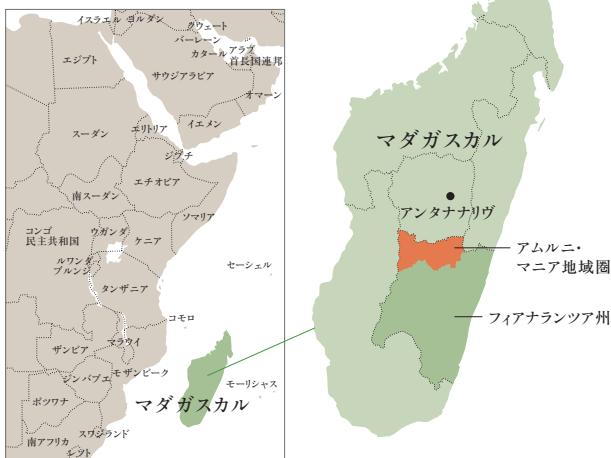 イスラエル
ヨルダン
クウェート
バーレーン
カタール
アラブ
首長国連邦
エジプト
サウジアラビア
オマーン
スーダン
エリトリア
イエメン
ジブチ
エチオピア
南スーダン
ソマリア
コンゴ
民主共和国
ウガンダ
ケニア
ルワンダ
ブルンジ
セーシェル
タンザニア
コモロ
マラウイ
ザンビア
モザンビーク
ジンバブエ
モーリシャス
ボツワナ
マダガスカル
南アフリカ
スワジランド
レソト
マダガスカル
アンタナナリヴ
アムルニ・
マニア地域圏
フィアナランツア州